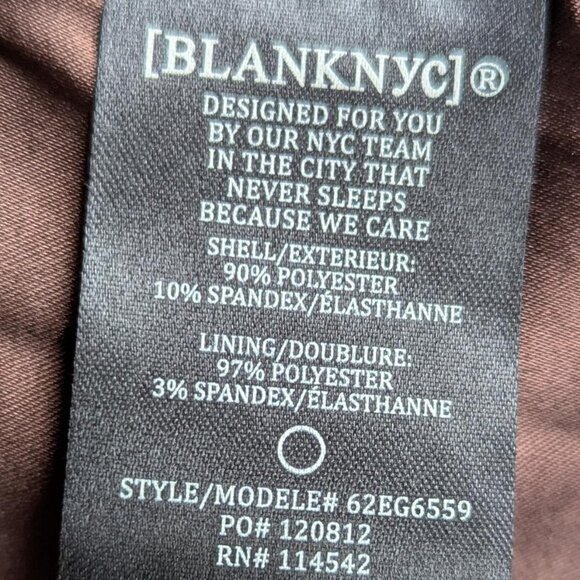 [BLANKNYC]®
DESIGNED FOR YOU
BY OUR NYC TEAM
IN THE CITY THAT
NEVER SLEEPS
BECAUSE WE CARE
SHELL/EXTERIEUR:
90% POLYESTER
10% SPANDEX/ÉLASTHANNE
LINING/DOUBLURE:
97% POLYESTER
3% SPANDEX/ÉLASTHANNE
STYLE/MODELE# 62EG6559
PO# 120812
RN# 114542